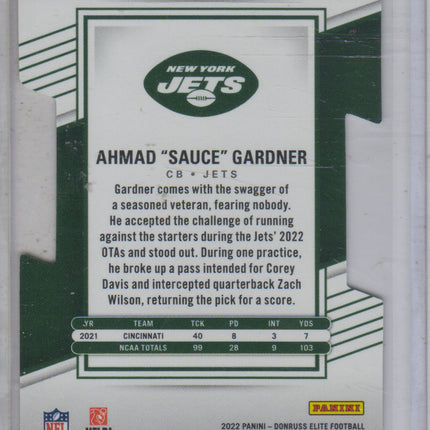 NEW YORK
JETS
AHMAD "SAUCE" GARDNER
CB • JETS
Gardner comes with the swagger of
a seasoned veteran, fearing nobody.
He accepted the challenge of running
against the starters during the Jets' 2022
OTAs and stood out. During one practice,
he broke up a pass intended for Corey
Davis and intercepted quarterback Zach
Wilson, returning the pick for a score.
YR TEAM TCK PD INT YDS
2021 CINCINNATI 40 8 3 7
NCAA TOTALS 99 28 9 103
NFL
PANINI
2022 PANINI – DONRUSS ELITE FOOTBALL